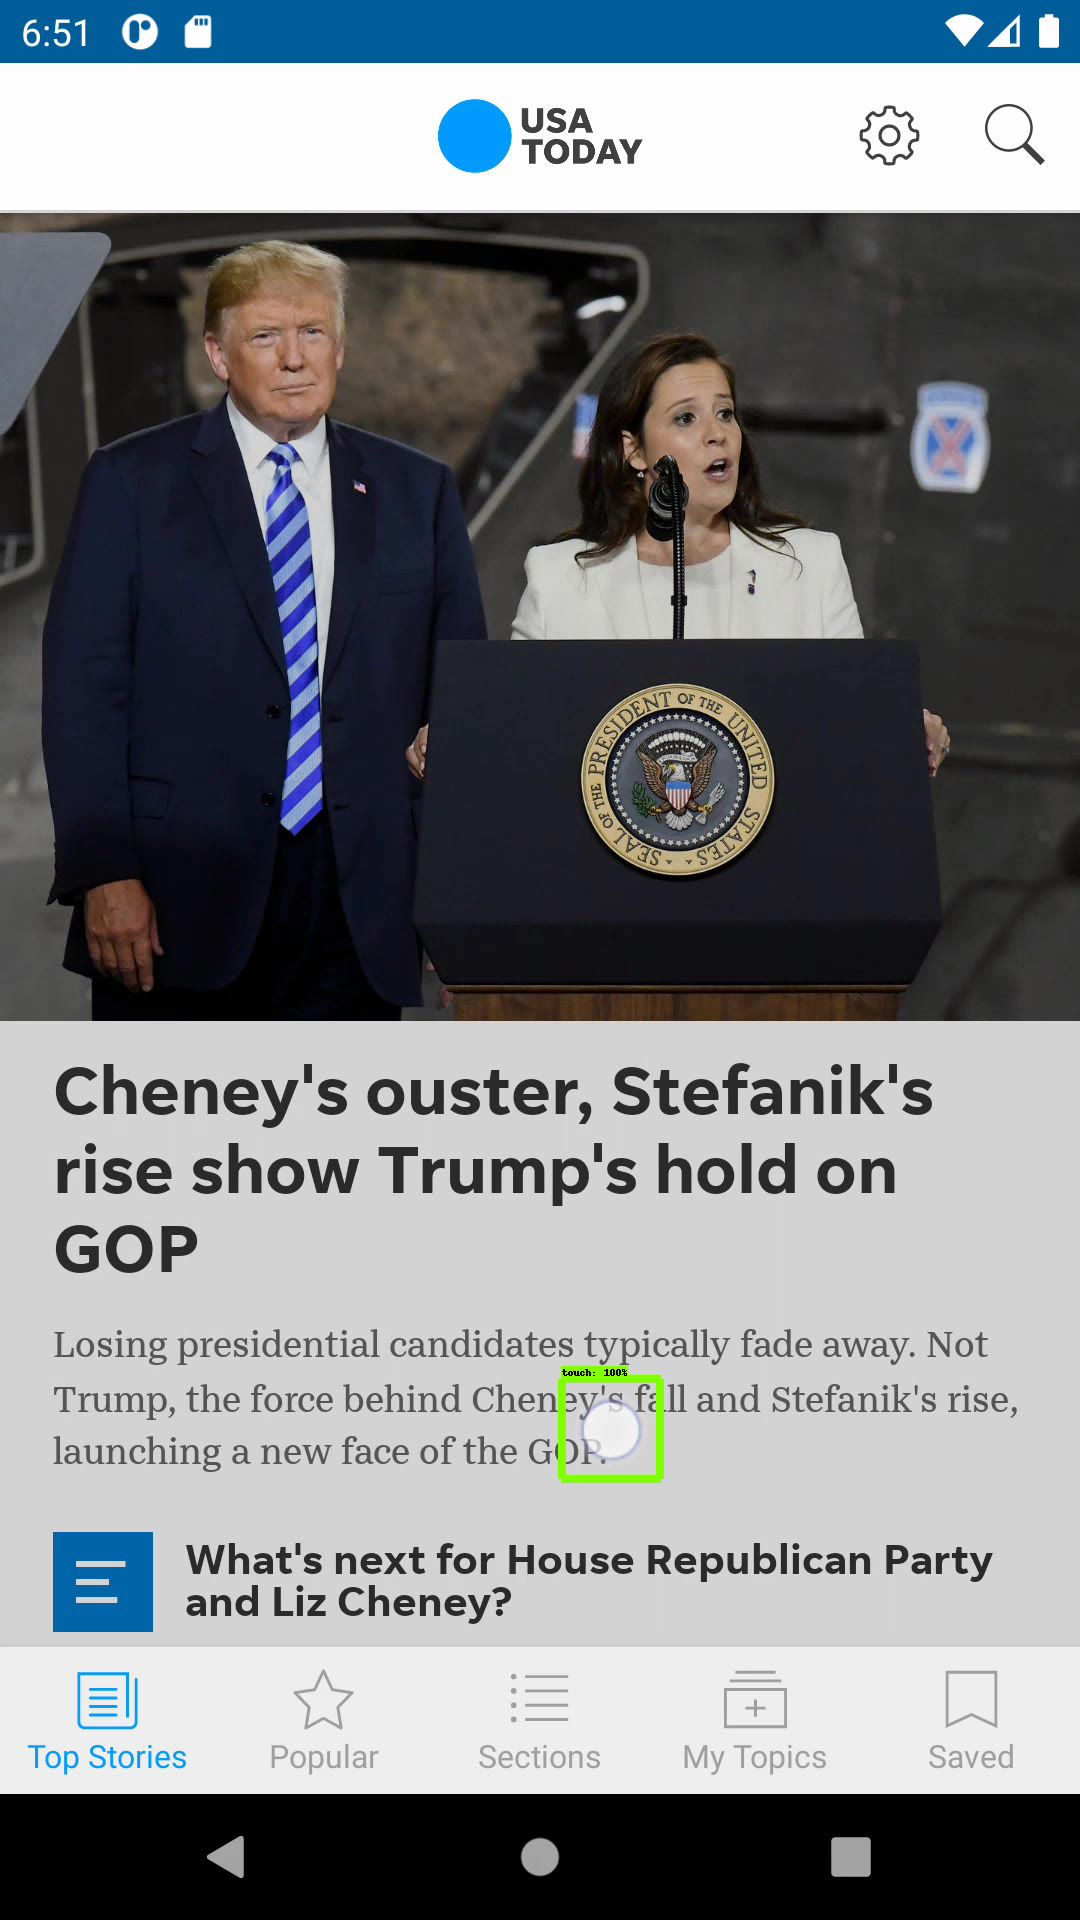 6:51
USA
TODAY
SEAL OF THE PRESIDENT OF THE UNITED STATES
Cheney's ouster, Stefanik's
rise show Trump's hold on
GOP
Losing presidential candidates typically fade away. Not
touch: 100%
Trump, the force behind Cheney's fall and Stefanik's rise,
launching a new face of the GOP.
What's next for House Republican Party
and Liz Cheney?
Top Stories
Popular
Sections
My Topics
Saved